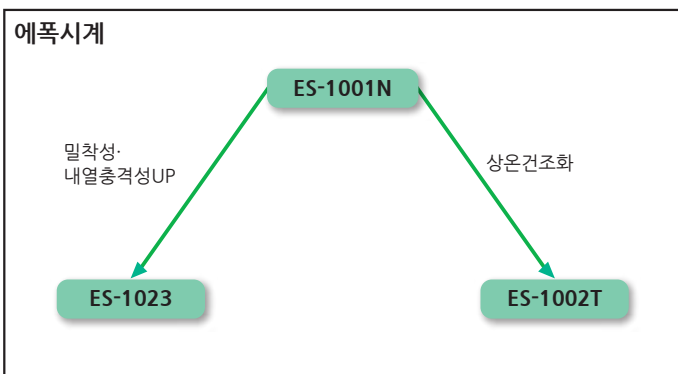 에폭시계
ES-1001N
밀착성·
내열충격성UP
상온건조화
ES-1023
ES-1002T